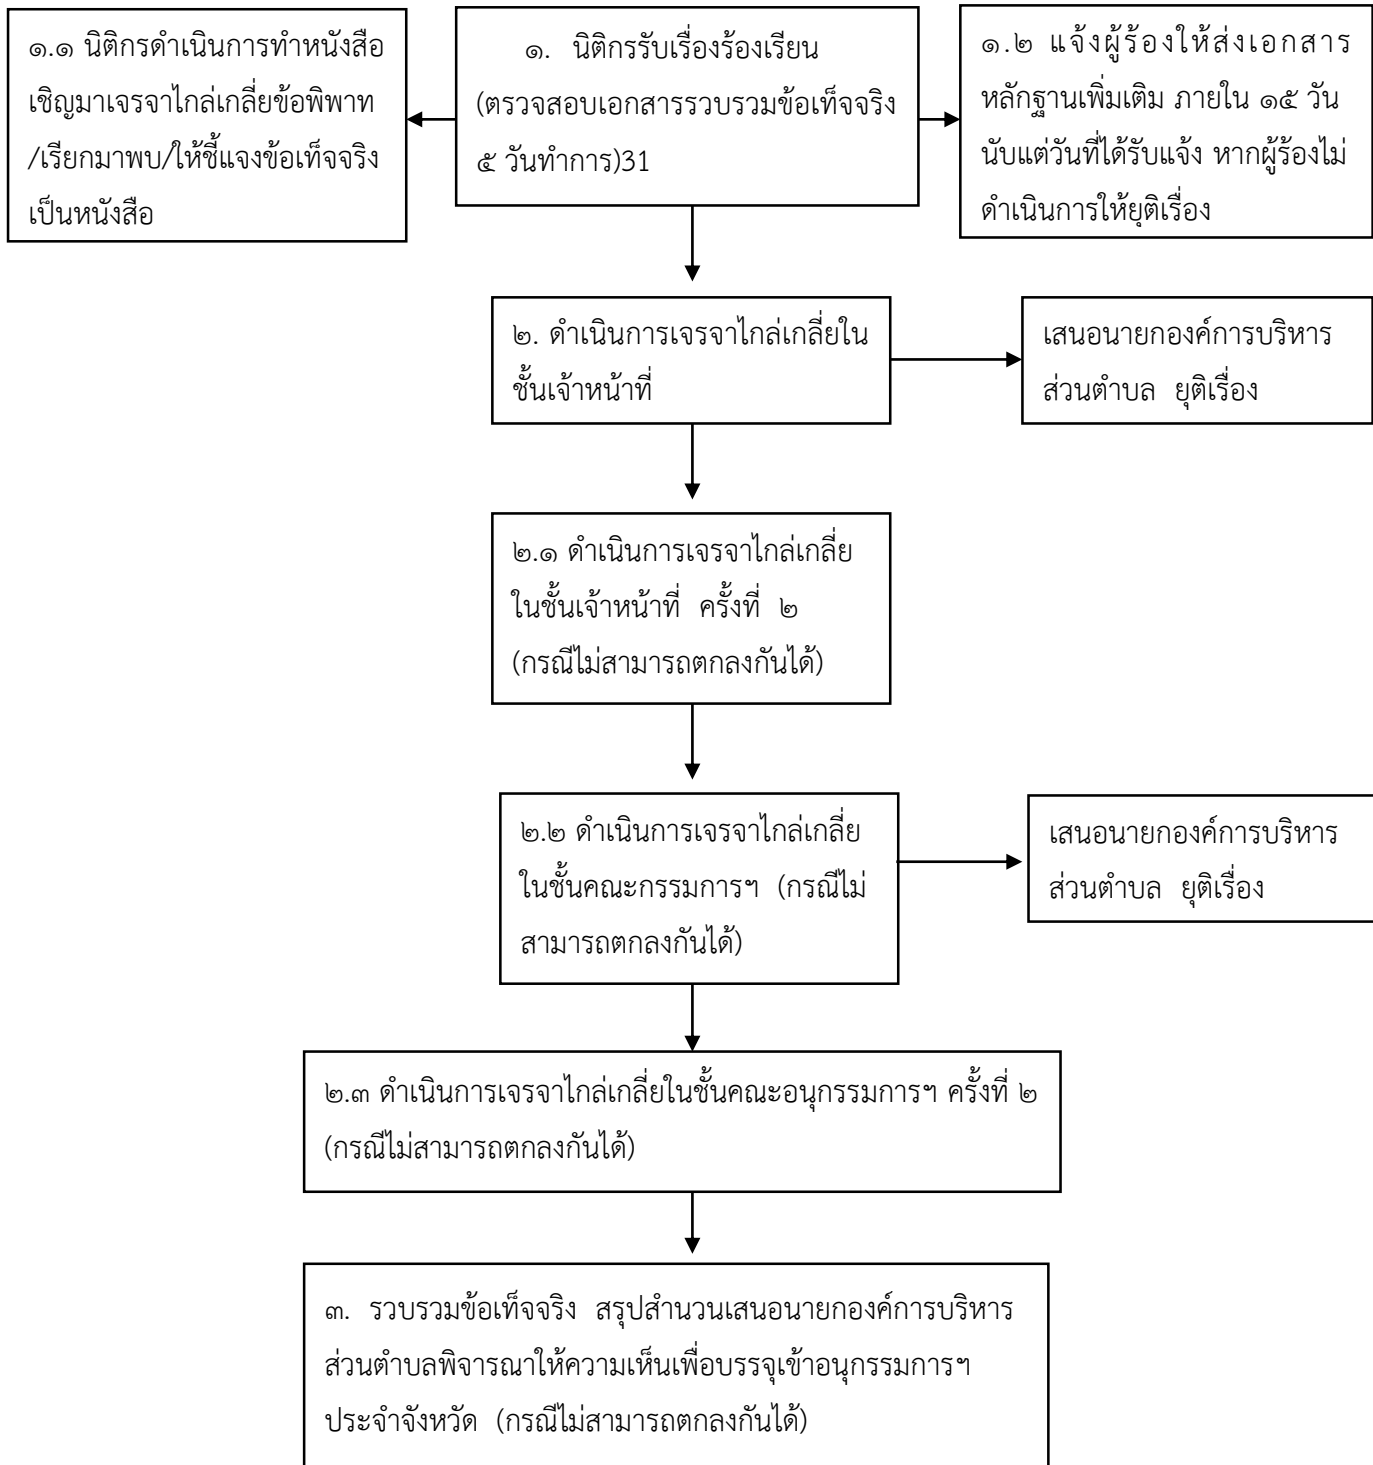 ๑.๑ นิติกรดำเนินการทำหนังสือ
เชิญมาเจรจาไกล่เกลี่ยข้อพิพาท
/เรียกมาพบ/ให้ชี้แจงข้อเท็จจริง
เป็นหนังสือ
๑. นิติกรรับเรื่องร้องเรียน
(ตรวจสอบเอกสารรวบรวมข้อเท็จจริง
๕ วันทำการ)31
๑.๒ แจ้งผู้ร้องให้ส่งเอกสาร
หลักฐานเพิ่มเติม ภายใน ๑๕ วัน
นับแต่วันที่ได้รับแจ้ง หากผู้ร้องไม่
ดำเนินการให้ยุติเรื่อง
๒. ดำเนินการเจรจาไกล่เกลี่ยใน
ชั้นเจ้าหน้าที่
เสนอนายกองค์การบริหาร
ส่วนตำบล ยุติเรื่อง
๒.๑ ดำเนินการเจรจาไกล่เกลี่ย
ในชั้นเจ้าหน้าที่ ครั้งที่ ๒
(กรณีไม่สามารถตกลงกันได้)
๒.๒ ดำเนินการเจรจาไกล่เกลี่ย
ในชั้นคณะกรรมการฯ (กรณีไม่
สามารถตกลงกันได้)
เสนอนายกองค์การบริหาร
ส่วนตำบล ยุติเรื่อง
๒.๓ ดำเนินการเจรจาไกล่เกลี่ยในชั้นคณะอนุกรรมการฯ ครั้งที่ ๒
(กรณีไม่สามารถตกลงกันได้)
๓. รวบรวมข้อเท็จจริง สรุปสำนวนเสนอนายกองค์การบริหาร
ส่วนตำบลพิจารณาให้ความเห็นเพื่อบรรจุเข้าอนุกรรมการฯ
ประจำจังหวัด (กรณีไม่สามารถตกลงกันได้)